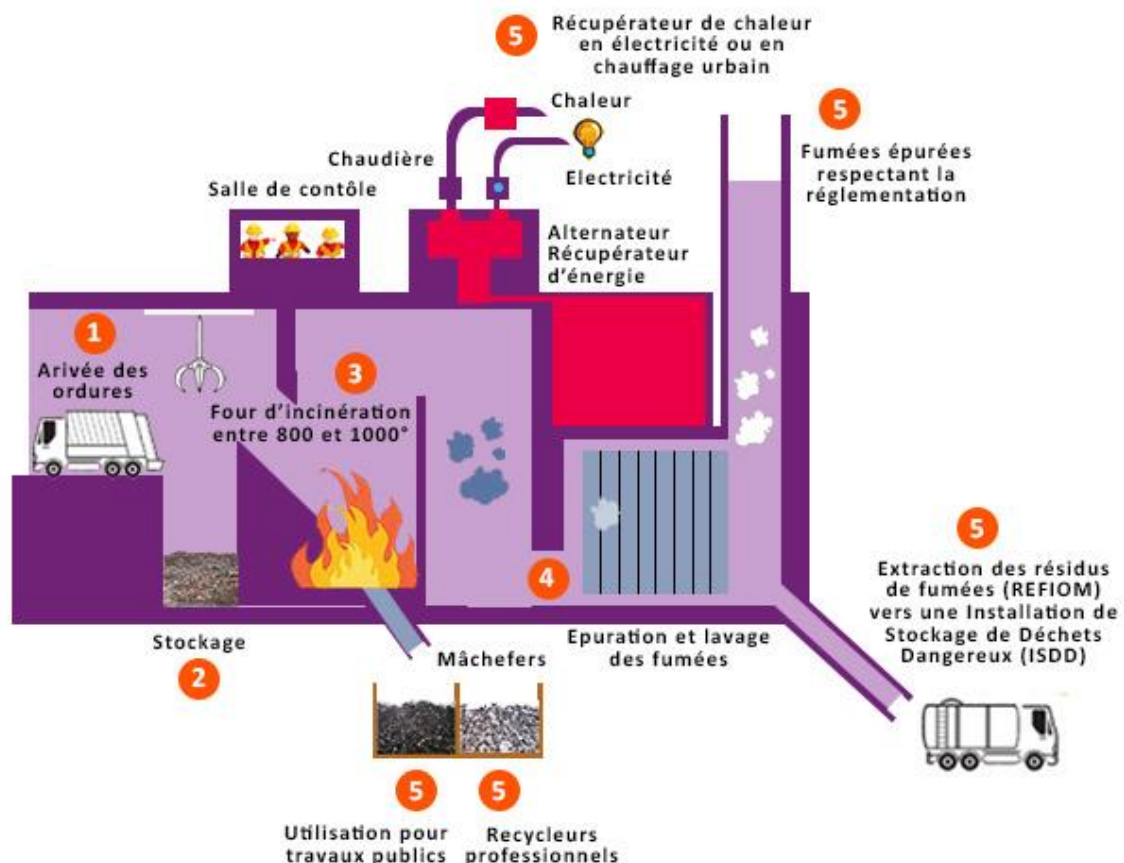 5
Récupérateur de chaleur
en électricité ou en
chauffage urbain
Chaleur
5
Fumées épurées
respectant la
réglementation
Chaudière
Electricité
Salle de contôle
Alternateur
Récupérateur
d'énergie
1
Arivée des
ordures
3
Four d'incinération
entre 800 et 1000°
4
Epuration et lavage
des fumées
5
Extraction des résidus
de fumées (REFIOM)
vers une Installation de
Stockage de Déchets
Dangereux (ISDD)
Stockage
2
Mâchefers
5
Utilisation pour
travaux publics
5
Recycleurs
professionnels